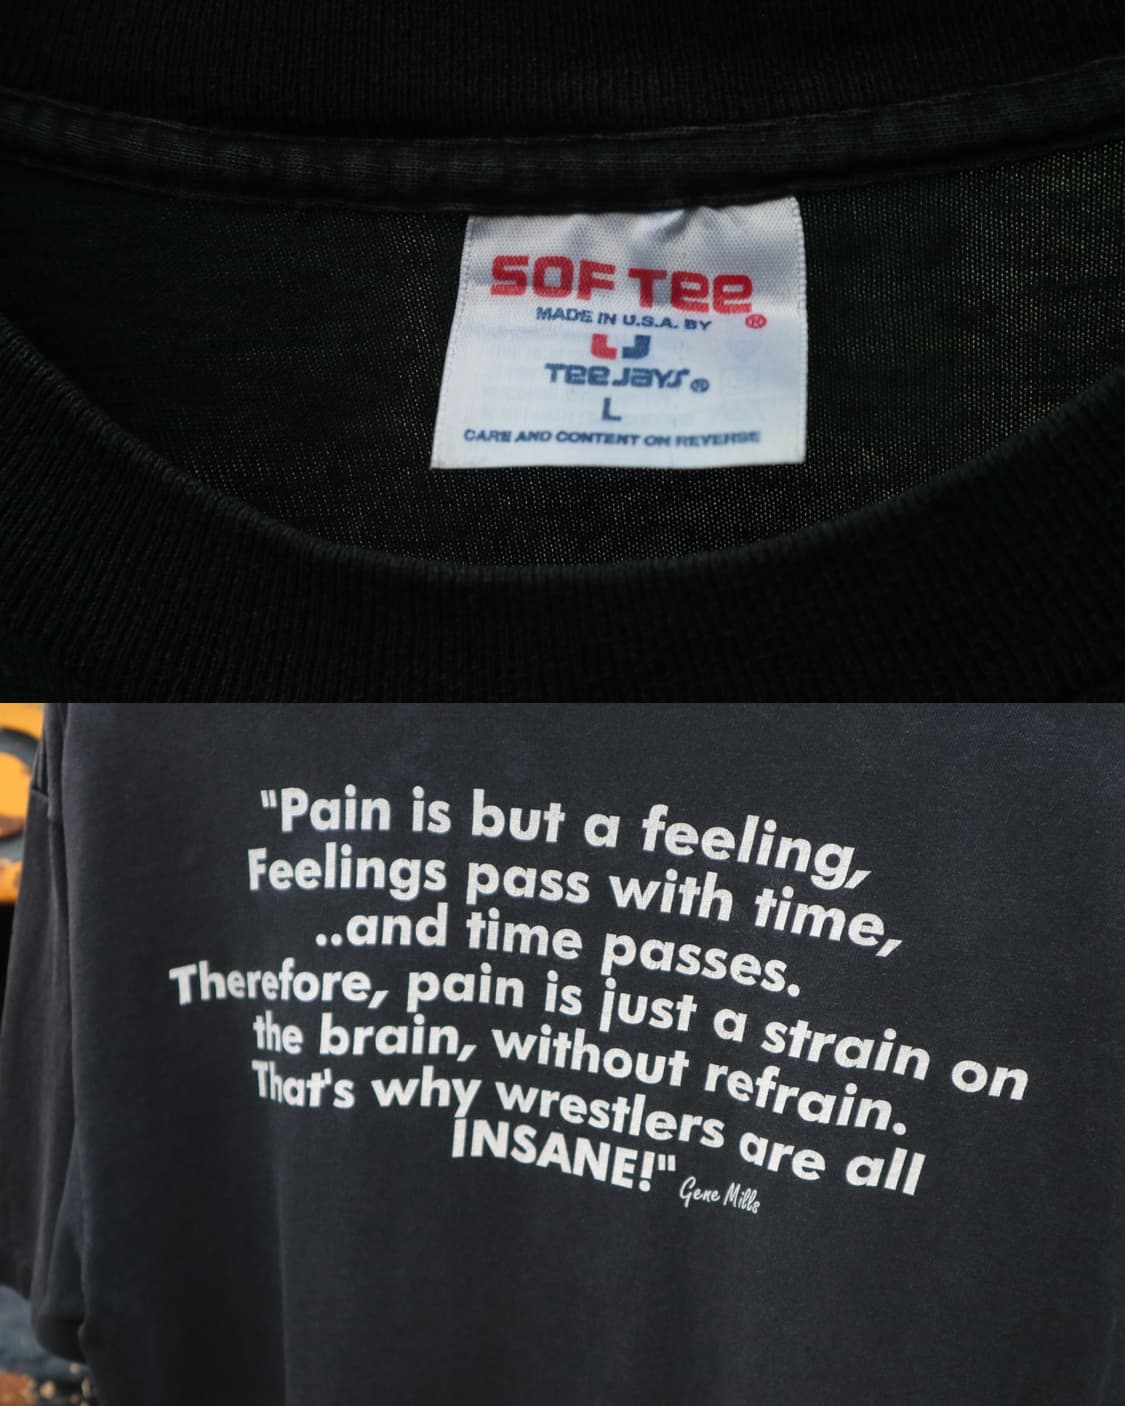 SOF TEE ®
MADE IN U.S.A. BY
TEE JAYS ®
L
CARE AND CONTENT ON REVERSE
"Pain is but a feeling,
Feelings pass with time,
..and time passes.
Therefore, pain is just a strain on
the brain, without refrain.
That's why wrestlers are all
INSANE!" Gene Mills